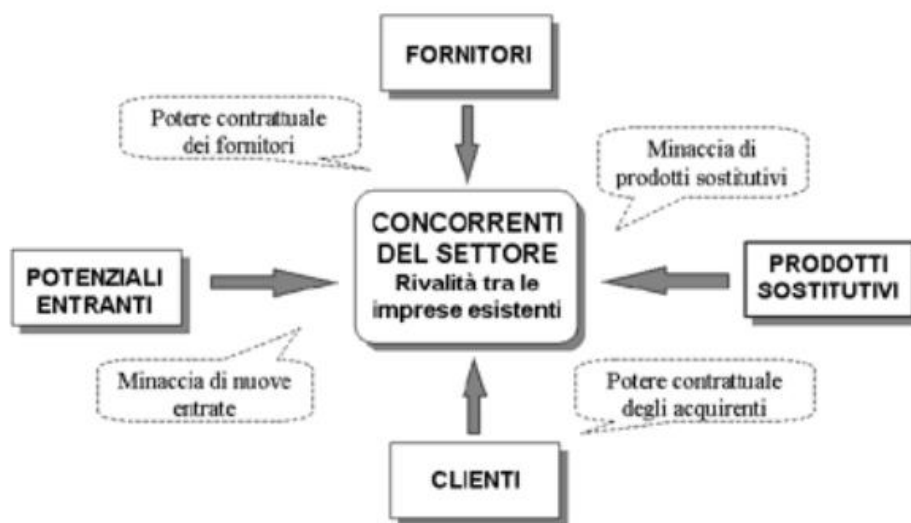 FORNITORI
Potere contrattuale
dei fornitori
Minaccia di
prodotti sostitutivi
CONCORRENTI
DEL SETTORE
Rivalità tra le
imprese esistenti
POTENZIALI
ENTRANTI
PRODOTTI
SOSTITUTIVI
Minaccia di nuove
entrate
Potere contrattuale
degli acquirenti
CLIENTI